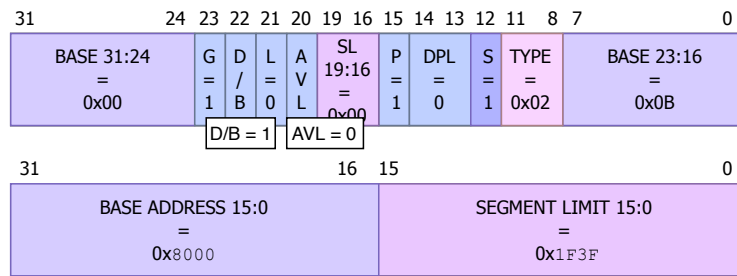 31 24 23 22 21 20 19 16 15 14 13 12 11 8 7 0
BASE 31:24
=
0x00
G
=
1
D
/
B
L
=
0
A
V
L
SL
19:16
=
0x00
P
=
1
DPL
=
0
S
=
1
TYPE
=
0x02
BASE 23:16
=
0x0B
D/B = 1
AVL = 0
31 16 15 0
BASE ADDRESS 15:0
=
0x8000
SEGMENT LIMIT 15:0
=
0x1F3F